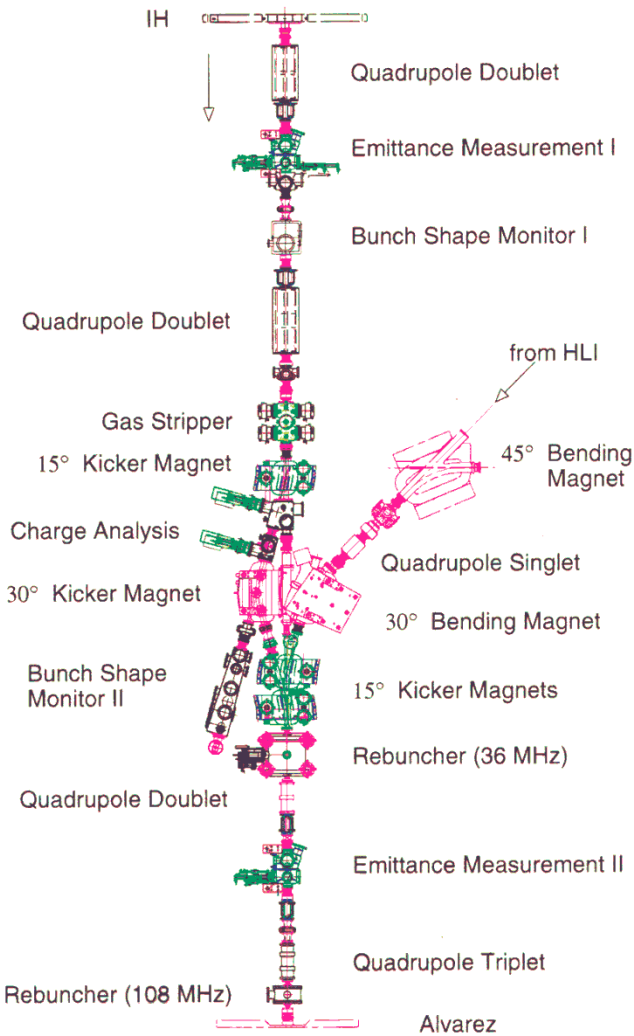 IH
Quadrupole Doublet
Emittance Measurement I
Bunch Shape Monitor I
Quadrupole Doublet
from HLI
Gas Stripper
45° Bending
Magnet
15° Kicker Magnet
Charge Analysis
Quadrupole Singlet
30° Kicker Magnet
30° Bending Magnet
Bunch Shape
Monitor II
15° Kicker Magnets
Rebuncher (36 MHz)
Quadrupole Doublet
Emittance Measurement II
Quadrupole Triplet
Rebuncher (108 MHz)
Alvarez